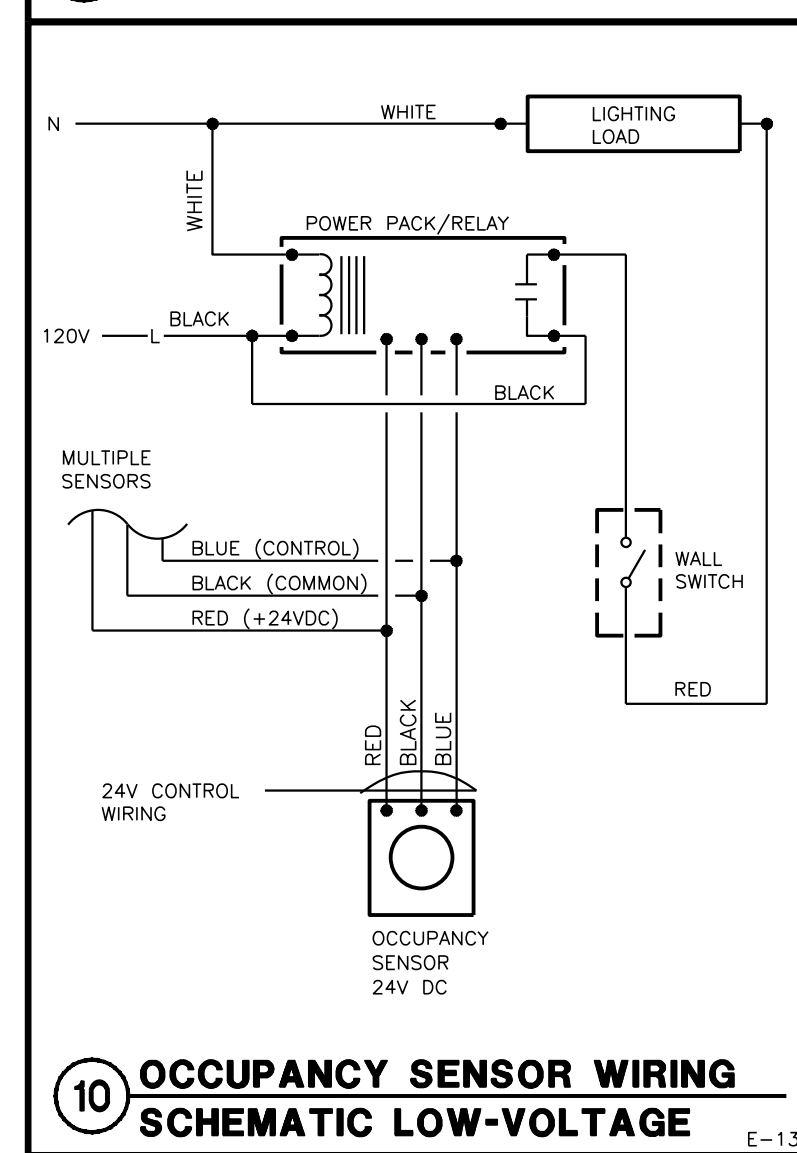 N
WHITE
LIGHTING
LOAD
WHITE
POWER PACK/RELAY
120V
L
BLACK
BLACK
MULTIPLE
SENSORS
BLUE (CONTROL)
BLACK (COMMON)
RED (+24VDC)
WALL
SWITCH
RED
RED
BLACK
BLUE
24V CONTROL
WIRING
OCCUPANCY
SENSOR
24V DC
10
OCCUPANCY SENSOR WIRING
SCHEMATIC LOW-VOLTAGE
E-13